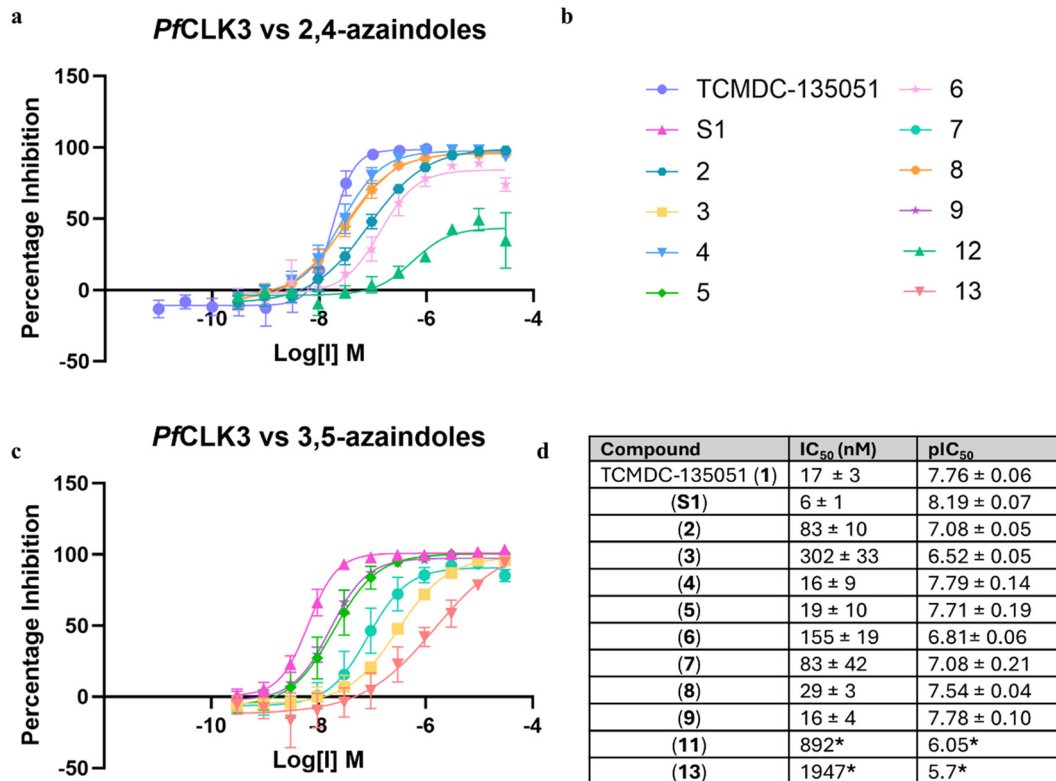 a
PfCLK3 vs 2,4-azaindoles
150
100
50
0
-50
-10
-8
-6
-4
Percentage Inhibition
Log[I] M
b
TCMDC-135051
S1
2
3
4
5
6
7
8
9
12
13
c
PfCLK3 vs 3,5-azaindoles
150
100
50
0
-50
-10
-8
-6
-4
Percentage Inhibition
Log[I] M
d
Compound IC50 (nM) pIC50
TCMDC-135051 (1) 17 ± 3 7.76 ± 0.06
(S1) 6 ± 1 8.19 ± 0.07
(2) 83 ± 10 7.08 ± 0.05
(3) 302 ± 33 6.52 ± 0.05
(4) 16 ± 9 7.79 ± 0.14
(5) 19 ± 10 7.71 ± 0.19
(6) 155 ± 19 6.81± 0.06
(7) 83 ± 42 7.08 ± 0.21
(8) 29 ± 3 7.54 ± 0.04
(9) 16 ± 4 7.78 ± 0.10
(11) 892* 6.05*
(13) 1947* 5.7*